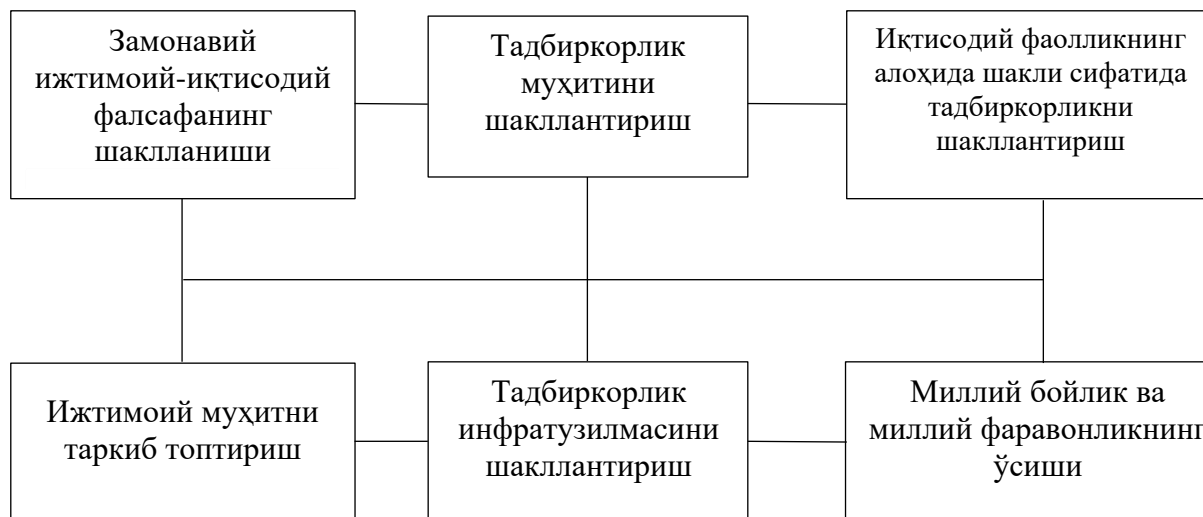 Замонавий
ижтимоий-иқтисодий
фалсафанинг
шаклланиши
Тадбиркорлик
муҳитини
шакллантириш
Иқтисодий фаолликнинг
алоҳида шакли сифатида
тадбиркорликни
шакллантириш
Ижтимоий муҳитни
таркиб топтириш
Тадбиркорлик
инфратузилмасини
шакллантириш
Миллий бойлик ва
миллий фаравонликнинг
ўсиши